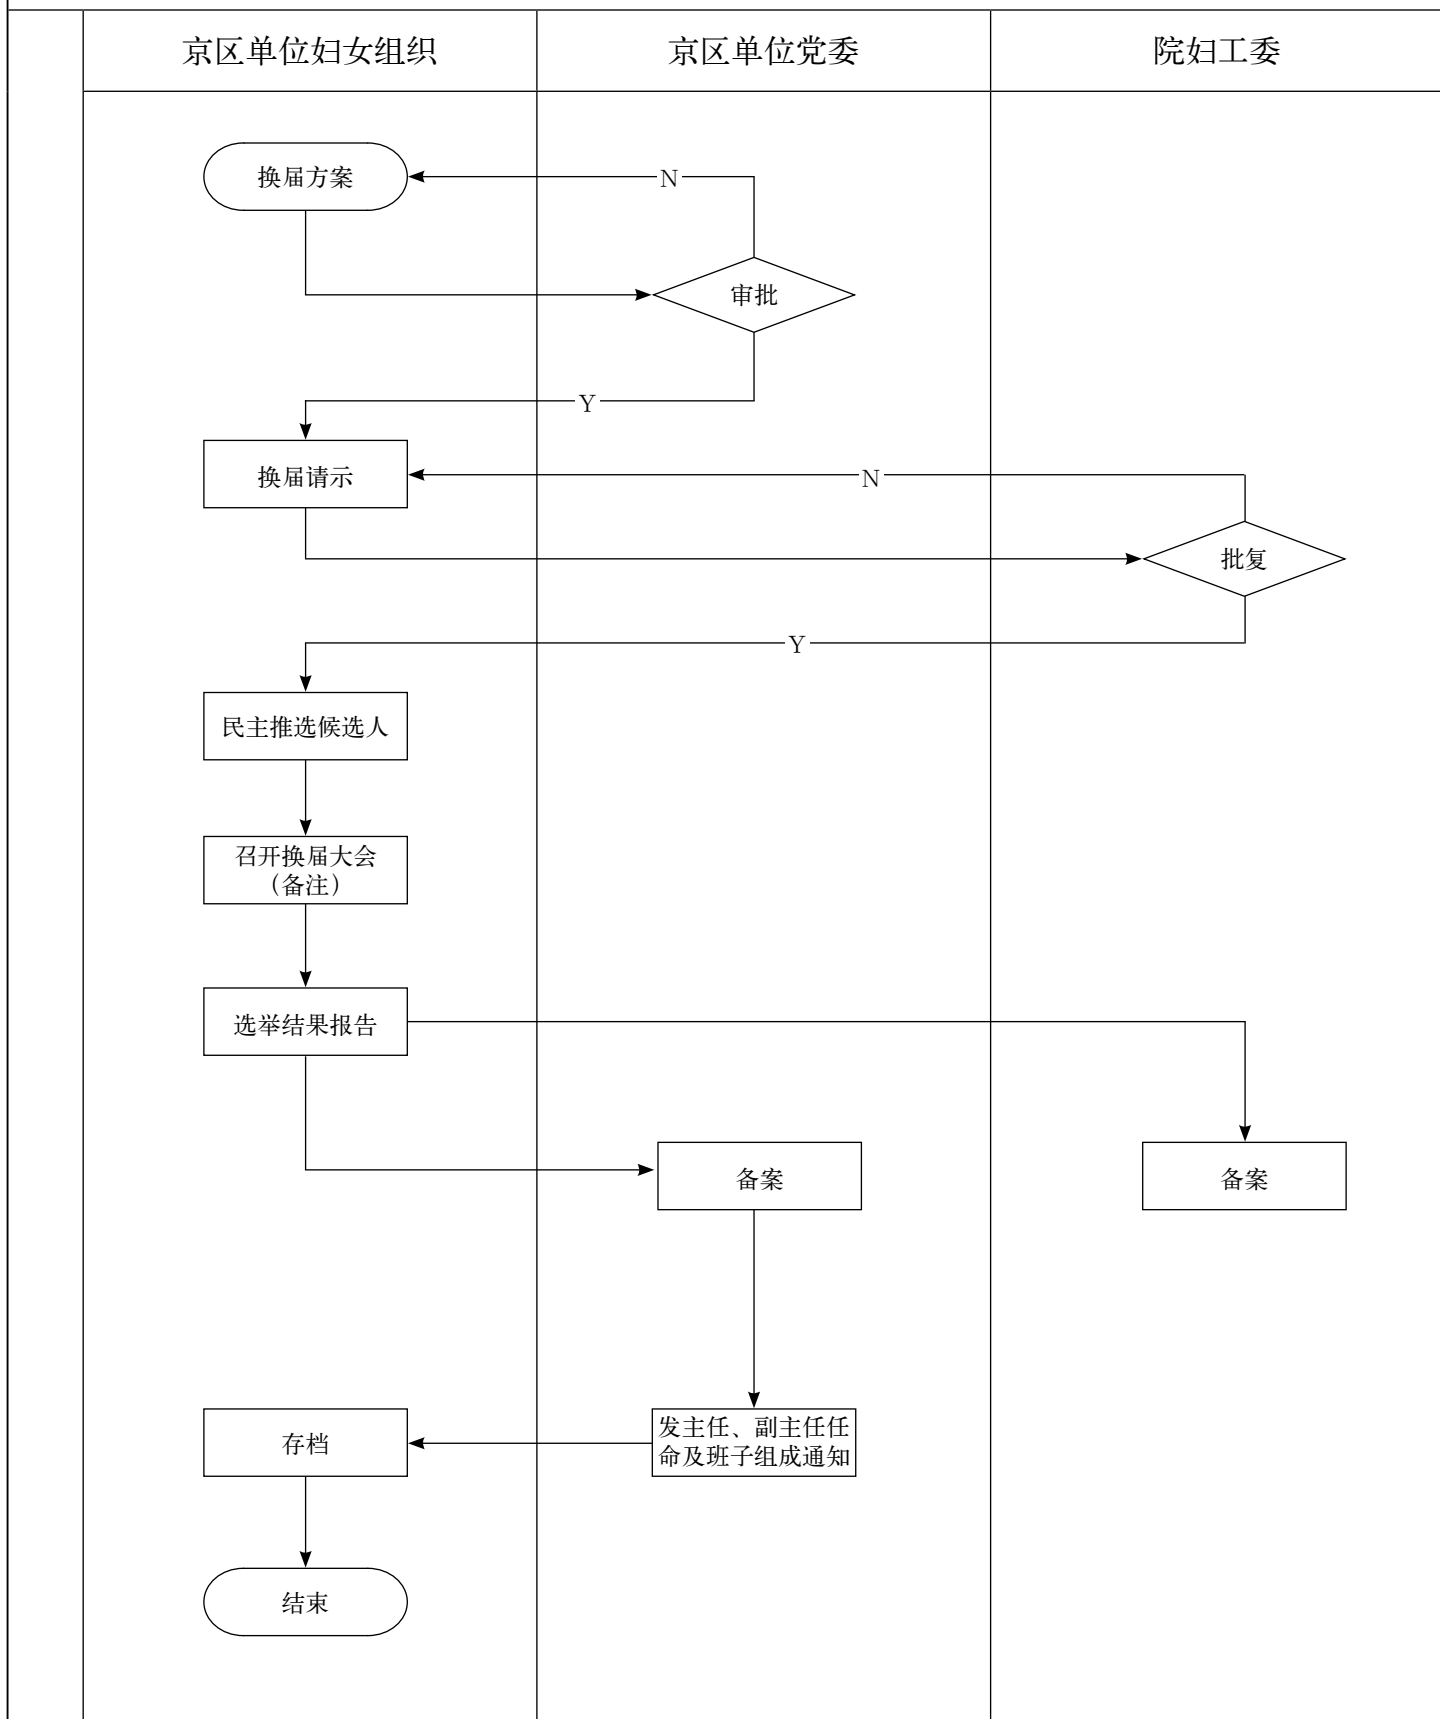 京区单位妇女组织
京区单位党委
院妇工委
换届方案
N
审批
Y
换届请示
N
批复
Y
民主推选候选人
召开换届大会
（备注）
选举结果报告
备案
备案
发主任、副主任任
命及班子组成通知
存档
结束